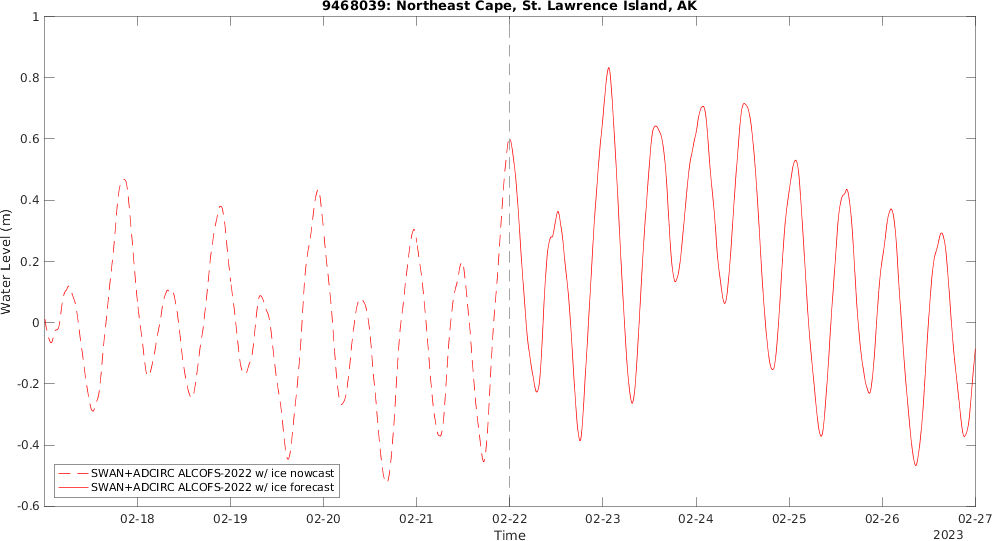 9468039: Northeast Cape, St. Lawrence Island, AK
1
0.8
0.6
0.4
0.2
0
-0.2
-0.4
-0.6
Water Level (m)
SWAN+ADCIRC ALCOFS-2022 w/ ice nowcast
SWAN+ADCIRC ALCOFS-2022 w/ ice forecast
02-18 02-19 02-20 02-21 02-22 02-23 02-24 02-25 02-26 02-27
Time
2023